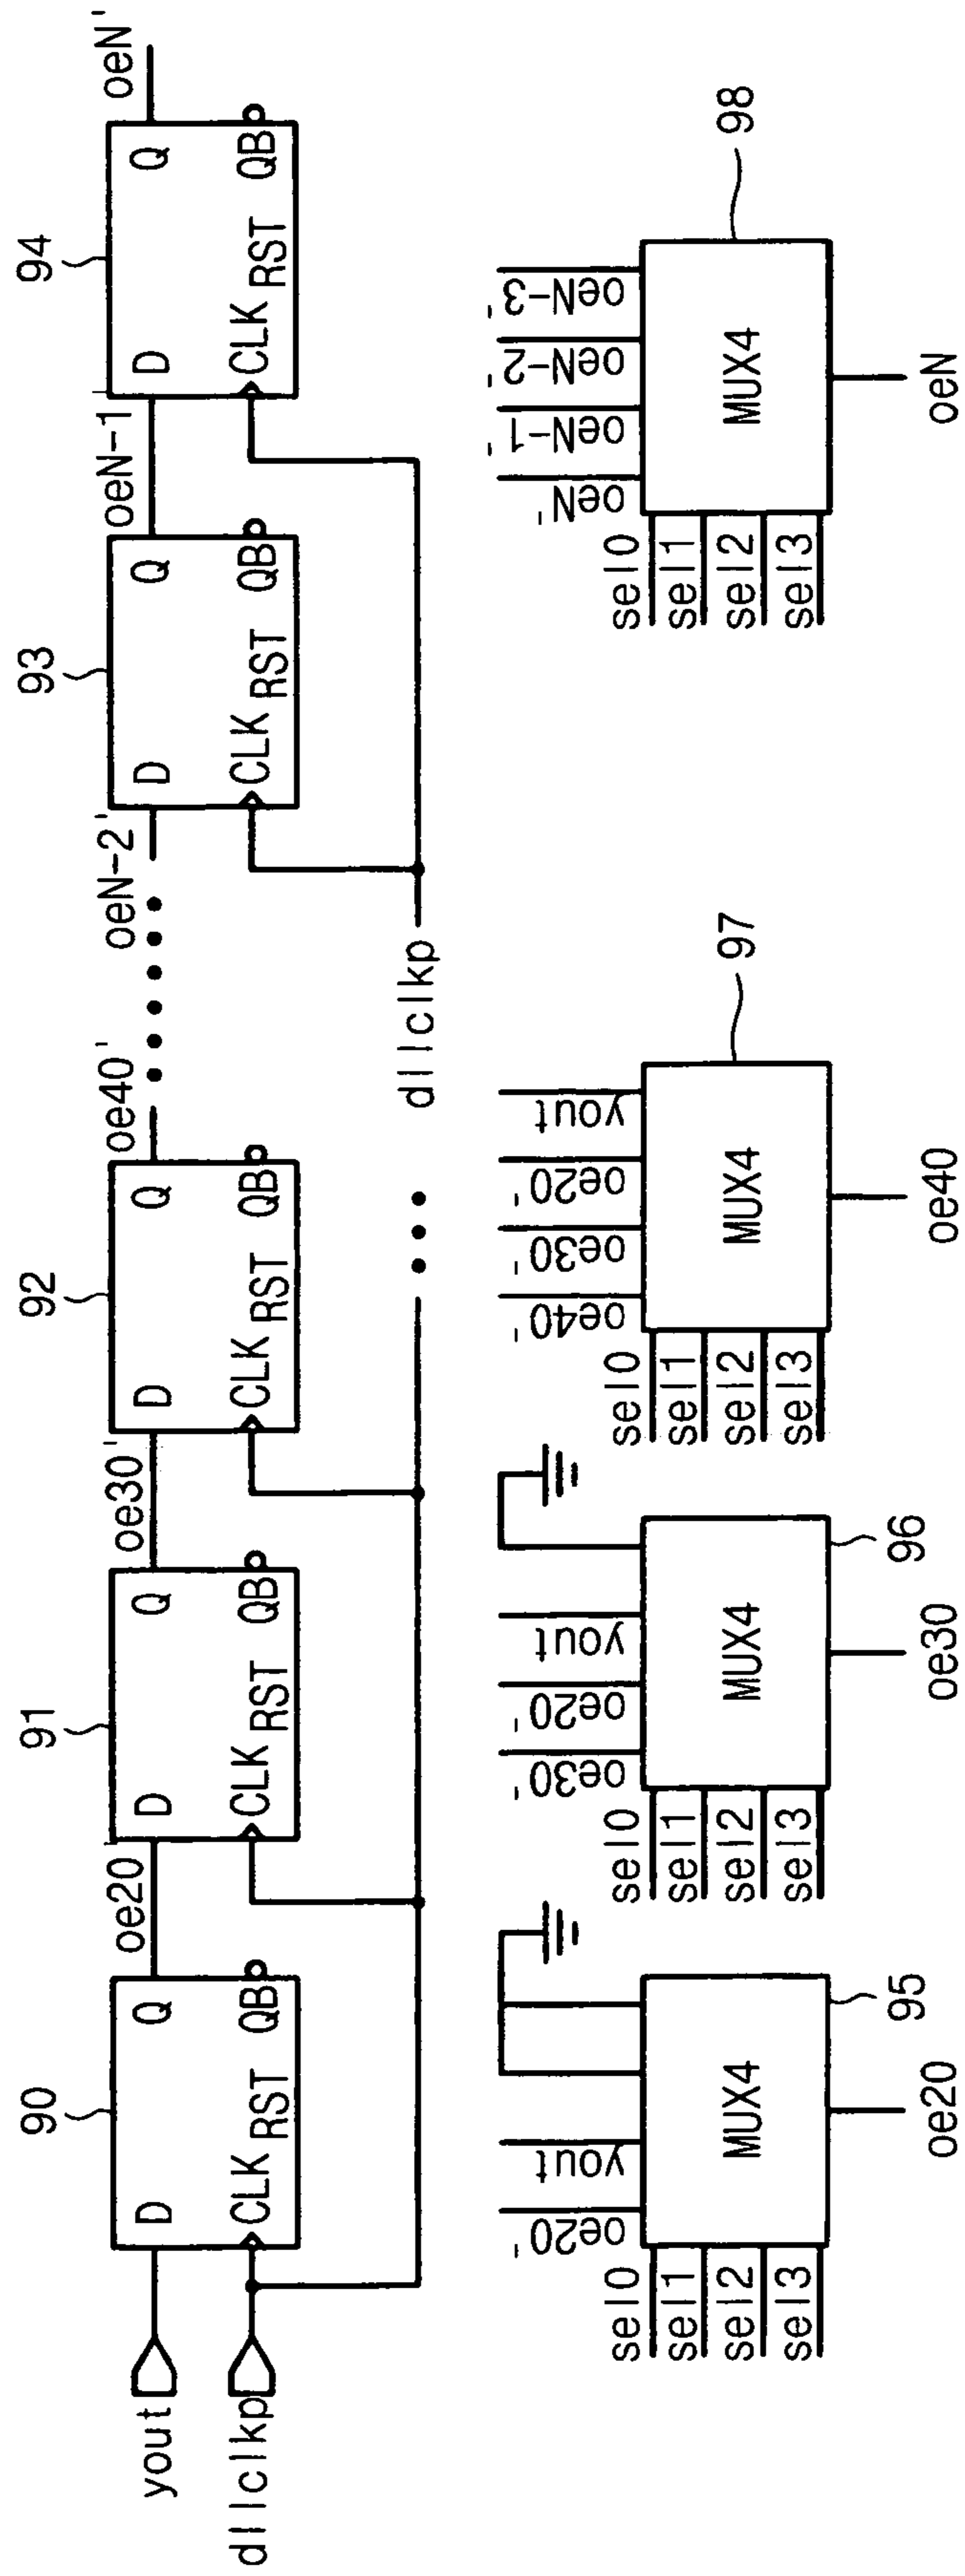 90
91
92
93
94
yout
D
Q
oe20
D
Q
oe30'
D
Q
oe40'
oeN-2'
D
Q
oeN-1
D
Q
oeN'
dllclkp
CLK
RST
QB
CLK
RST
QB
CLK
RST
QB
CLK
RST
QB
CLK
RST
QB
dllclkp
oe20'
yout
sel0
sel1
sel2
sel3
MUX4
95
oe20
oe30'
oe20'
yout
sel0
sel1
sel2
sel3
MUX4
96
oe30
oe40'
oe30'
oe20'
yout
sel0
sel1
sel2
sel3
MUX4
97
oe40
oeN'
oeN-1'
oeN-2'
oeN-3'
sel0
sel1
sel2
sel3
MUX4
98
oeN